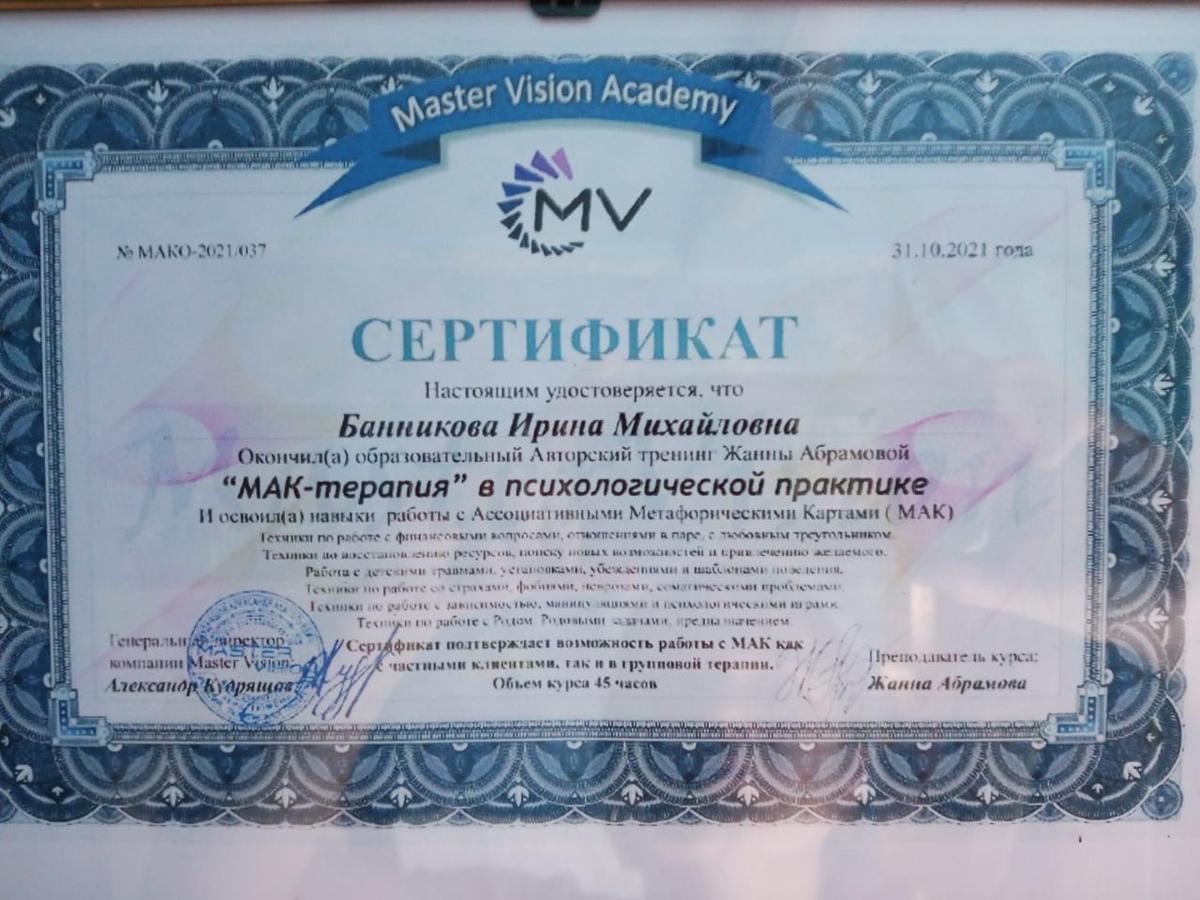 Master Vision Academy
MV
№ МАКО-2021/037
31.10.2021 года
СЕРТИФИКАТ
Настоящим удостоверяется, что
Банникова Ирина Михайловна
Окончил(а) образовательный Авторский тренинг Жанны Абрамовой
“МАК-терапия” в психологической практике
И освоил(а) навыки работы с Ассоциативными Метафорическими Картами ( МАК)
Техники по работе с финансовыми вопросами, отношениями в паре, с любовным треугольником.
Техники по восстановлению ресурсов, поиску новых возможностей и привлечению желаемого.
Работа с детскими травмами, установками, убеждениями и шаблонами поведения.
Техники по работе со страхами, фобиями, неврозами, соматическими проблемами.
Техники по работе с зависимостью, манипуляциями и психологическими играми.
Техники по работе с Родом, Родовыми задачами, предназначением.
Сертификат подтверждает возможность работы с МАК как
с частными клиентами, так и в групповой терапии.
Объем курса 45 часов
Генеральный директор
компании Master Vision
Александр Кудряшов
MASTER
Преподаватель курса:
Жанна Абрамова